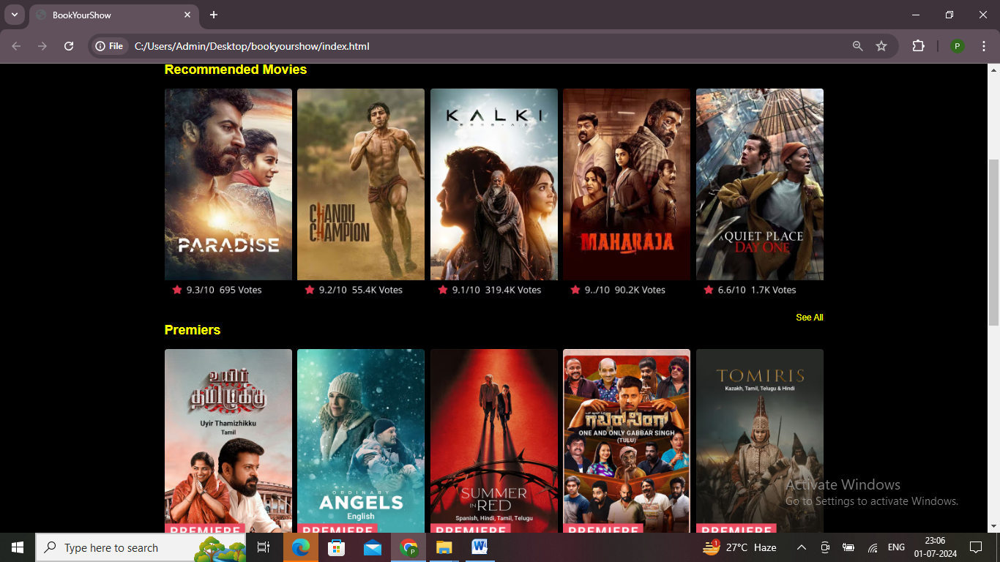 BookYourShow
File
C:/Users/Admin/Desktop/bookyourshow/index.html
P
Recommended Movies
PARADISE
CHANDU
CHAMPION
KALKI
2898-AD
MAHARAJA
A QUIET PLACE
DAY ONE
9.3/10 695 Votes
9.2/10 55.4K Votes
9.1/10 319.4K Votes
9../10 90.2K Votes
6.6/10 1.7K Votes
See All
Premiers
உயிர்
தமிழுக்கு
Uyir Thamizhikku
Tamil
PREMIERE
ORDINARY
ANGELS
English
PREMIERE
SUMMER
IN RED
Spanish, Hindi, Tamil, Telugu
PREMIERE
ಗಬ್ಬರ್ ಸಿಂಗ್
ONE AND ONLY GABBAR SINGH
(TULU)
PREMIERE
TOMIRIS
Kazakh, Tamil, Telugu & Hindi
PREMIERE
Activate Windows
Go to Settings to activate Windows.
Type here to search
W
P
1
27°C Haze
ENG
23:06
01-07-2024